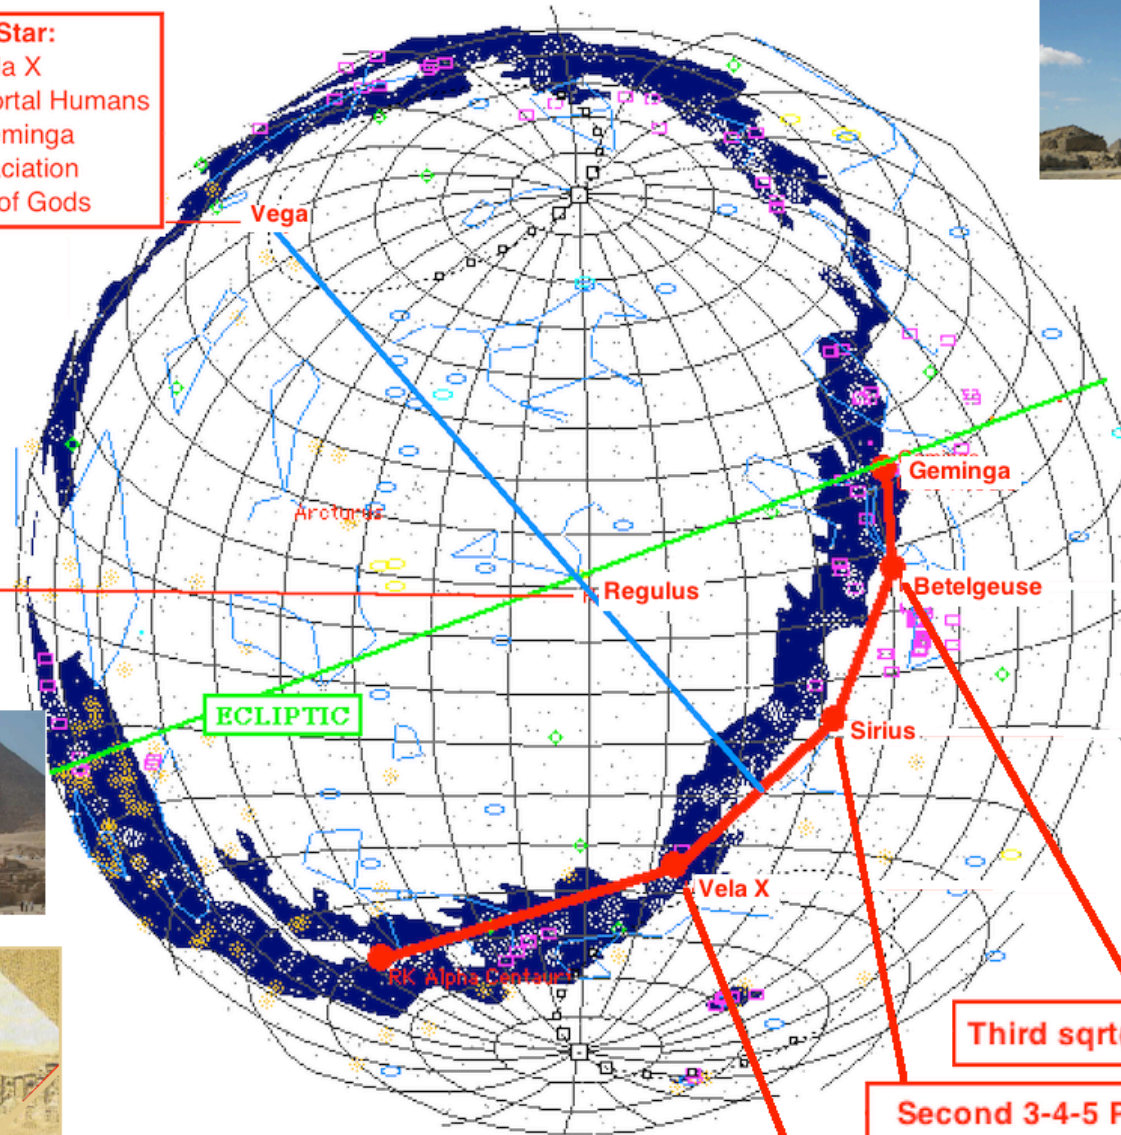 Star:
a X
ortal Humans
eminga
ciation
of Gods
Vega
Geminga
Arcturus
Regulus
Betelgeuse
ECLIPTIC
Sirius
Vela X
RK Alpha Centaur
Third sqrt
Second 3-4-5 P